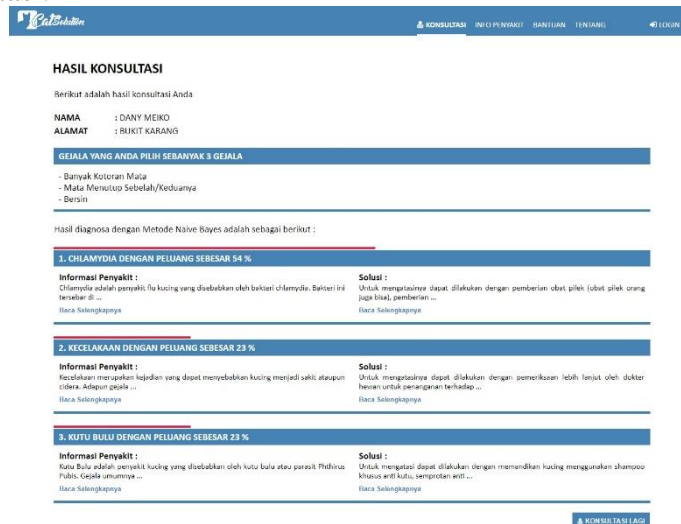 CatSolution
KONSULTASI INFO PENYAKIT BANTUAN TENTANG LOGIN
HASIL KONSULTASI
Berikut adalah hasil konsultasi Anda
NAMA : DANY MEIKO
ALAMAT : BUKIT KARANG
GEJALA YANG ANDA PILIH SEBANYAK 3 GEJALA
- Banyak Kotoran Mata
- Mata Menutup Sebelah/Keduanya
- Bersin
Hasil diagnosa dengan Metode Naive Bayes adalah sebagai berikut :
1. CHLAMYDIA DENGAN PELUANG SEBESAR 54 %
Informasi Penyakit :
Chlamydia adalah penyakit flu kucing yang disebabkan oleh bakteri chlamydia. Bakteri ini
tersebar di ...
Baca Selengkapnya
Solusi :
Untuk mengatasinya dapat dilakukan dengan pemberian obat pilek (obat pilek orang
juga bisa), pemberian ...
Baca Selengkapnya
2. KECELAKAAN DENGAN PELUANG SEBESAR 23 %
Informasi Penyakit :
Kecelakaan merupakan kejadian yang dapat menyebabkan kucing menjadi sakit ataupun
cidera. Adapun gejala ...
Baca Selengkapnya
Solusi :
Untuk mengatasinya dapat dilakukan dengan pemeriksaan lebih lanjut oleh dokter
hewan untuk penanganan terhadap ...
Baca Selengkapnya
3. KUTU BULU DENGAN PELUANG SEBESAR 23 %
Informasi Penyakit :
Kutu Bulu adalah penyakit kucing yang disebabkan oleh kutu bulu atau parasit Phthirus
Pubis. Gejala umumnya ...
Baca Selengkapnya
Solusi :
Untuk mengatasi dapat dilakukan dengan memandikan kucing menggunakan shampoo
khusus anti kutu, semprotan anti ...
Baca Selengkapnya
KONSULTASI LAGI